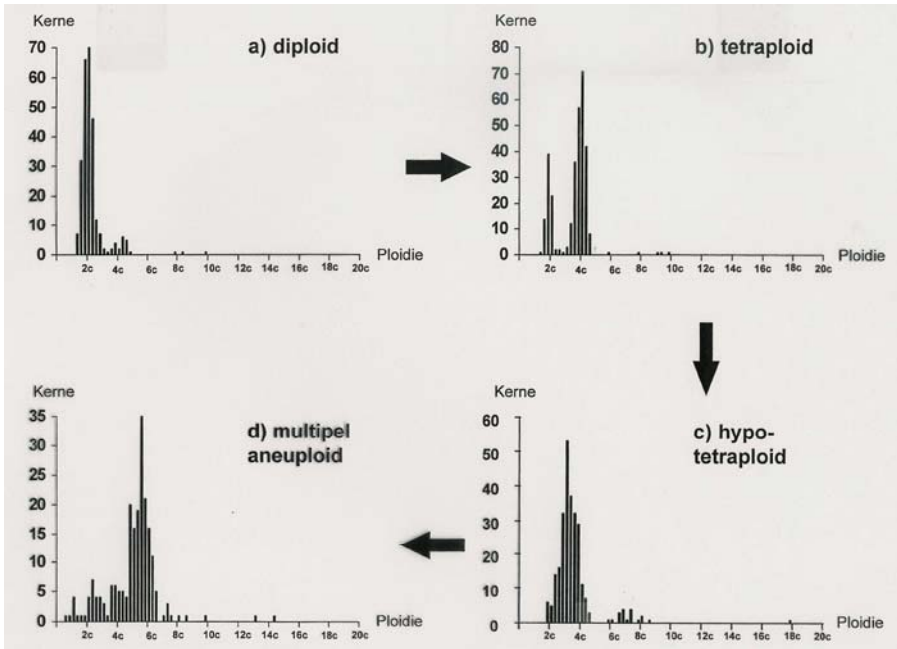 Kerne
a) diploid
70
60
50
40
30
20
10
0
2c 4c 6c 8c 10c 12c 14c 16c 18c 20c
Ploidie
Kerne
b) tetraploid
80
70
60
50
40
30
20
10
0
2c 4c 6c 8c 10c 12c 14c 16c 18c 20c
Ploidie
Kerne
d) multipel
aneuploid
35
30
25
20
15
10
5
0
2c 4c 6c 8c 10c 12c 14c 16c 18c 20c
Ploidie
Kerne
c) hypo-
tetraploid
60
50
40
30
20
10
0
2c 4c 6c 8c 10c 12c 14c 16c 18c 20c
Ploidie